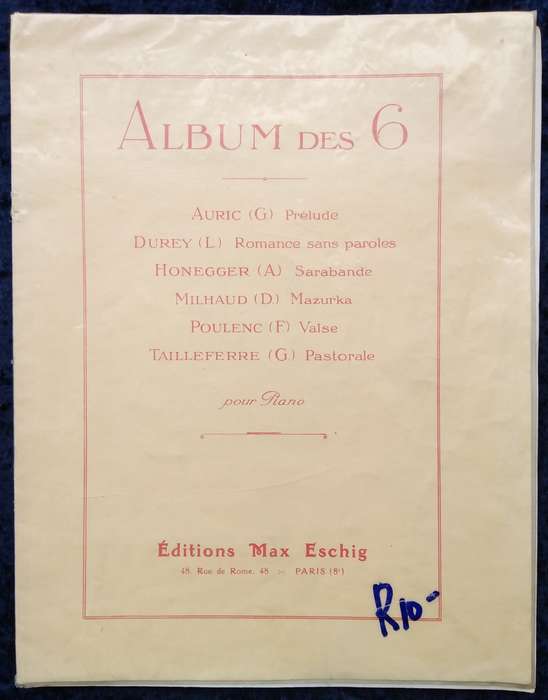 ALBUM DES 6
AURIC (G) Prélude
DUREY (L) Romance sans paroles
HONEGGER (A) Sarabande
MILHAUD (D) Mazurka
POULENC (F) Valse
TAILLEFERRE (G) Pastorale
pour Piano
Éditions Max Eschig
48, Rue de Rome, 48 :- PARIS (8e)
R10-